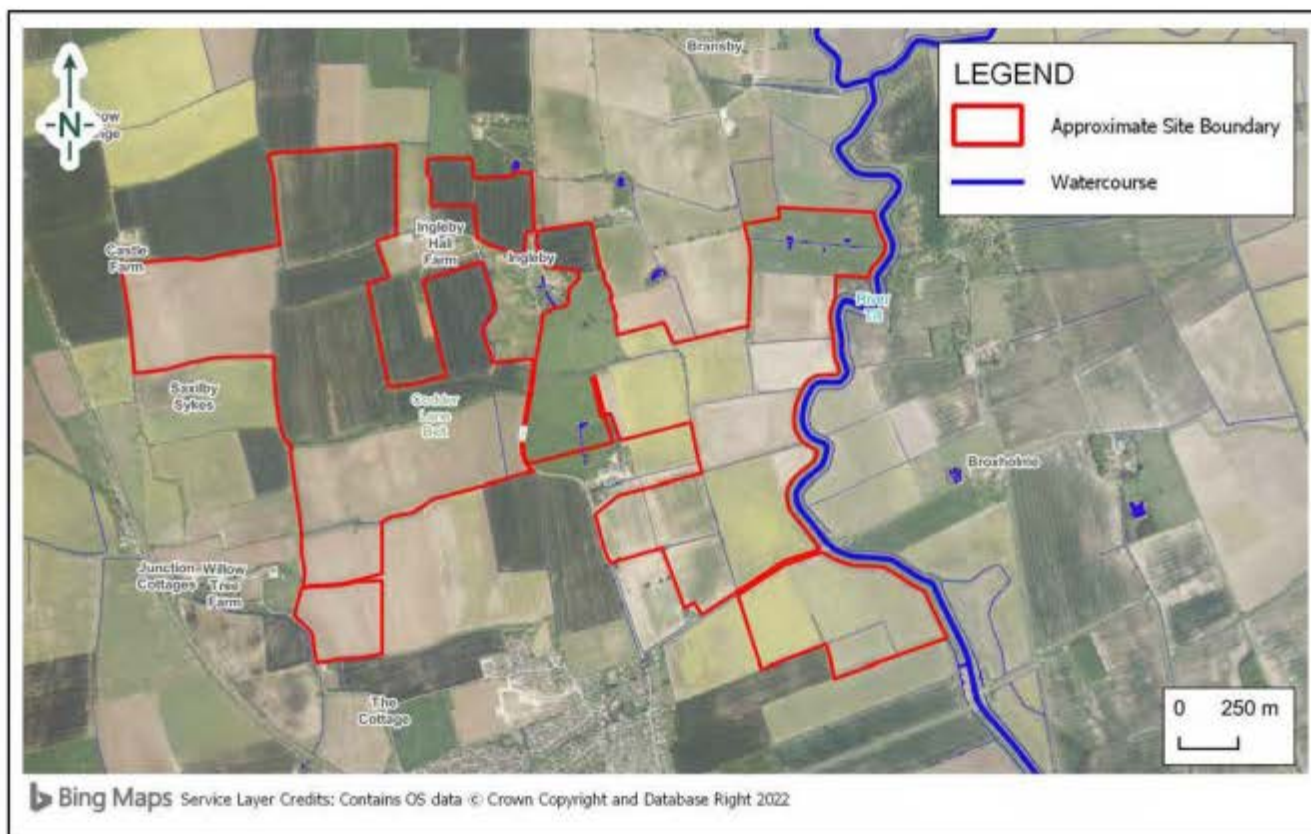 Bransby
LEGEND
Approximate Site Boundary
Watercourse
N
Castle
Farm
Ingleby
Hall
Farm
Ingleby
River
Till
Saxilby
Sykes
Codder
Lane
Belt
Broxholme
Junction
Cottages
Willow
Tree
Farm
The
Cottage
0 250 m
Bing Maps Service Layer Credits: Contains OS data © Crown Copyright and Database Right 2022